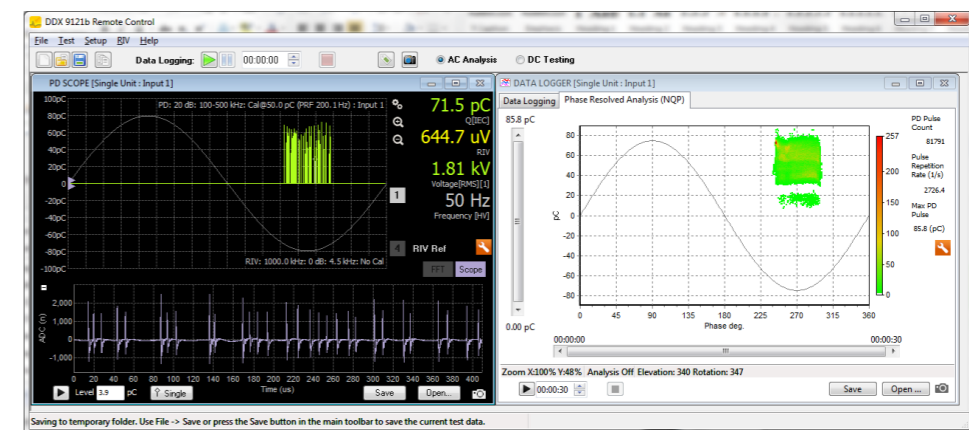 DDX 9121b Remote Control
File Test Setup RIV Help
Data Logging: 00:00:00 AC Analysis DC Testing
PD SCOPE [Single Unit : Input 1]
PD: 20 dB: 100-500 kHz: Cal@50.0 pC (PRF 200.1Hz) : Input 1
100pC
80pC
60pC
40pC
20pC
0
-20pC
-40pC
-60pC
-80pC
-100pC
RIV: 1000.0 kHz: 0 dB: 4.5 kHz: No Cal
71.5 pC
Q[IEC]
644.7 uV
RIV
1.81 kV
Voltage[RMS][1]
1
50 Hz
Frequency [HV]
4 RIV Ref
FFT Scope
ADC (n)
2,000
1,000
0
-1,000
0 20 40 60 80 100 120 140 160 180 200 220 240 260 280 300 320 340 360 380 400
Time (us)
Level 3.9 pC Single Save Open...
DATA LOGGER [Single Unit : Input 1]
Data Logging Phase Resolved Analysis (NQP)
85.8 pC
0.00 pC
pC
80
60
40
20
0
-20
-40
-60
-80
0 45 90 135 180 225 270 315 360
Phase deg.
257
200
150
100
50
0
PD Pulse
Count
81791
Pulse
Repetition
Rate (1/s)
2726.4
Max PD
Pulse
85.8 (pC)
00:00:00 00:00:30
Zoom X:100% Y:48% Analysis Off Elevation: 340 Rotation: 347
00:00:30 Save Open ...
Saving to temporary folder. Use File -> Save or press the Save button in the main toolbar to save the current test data.